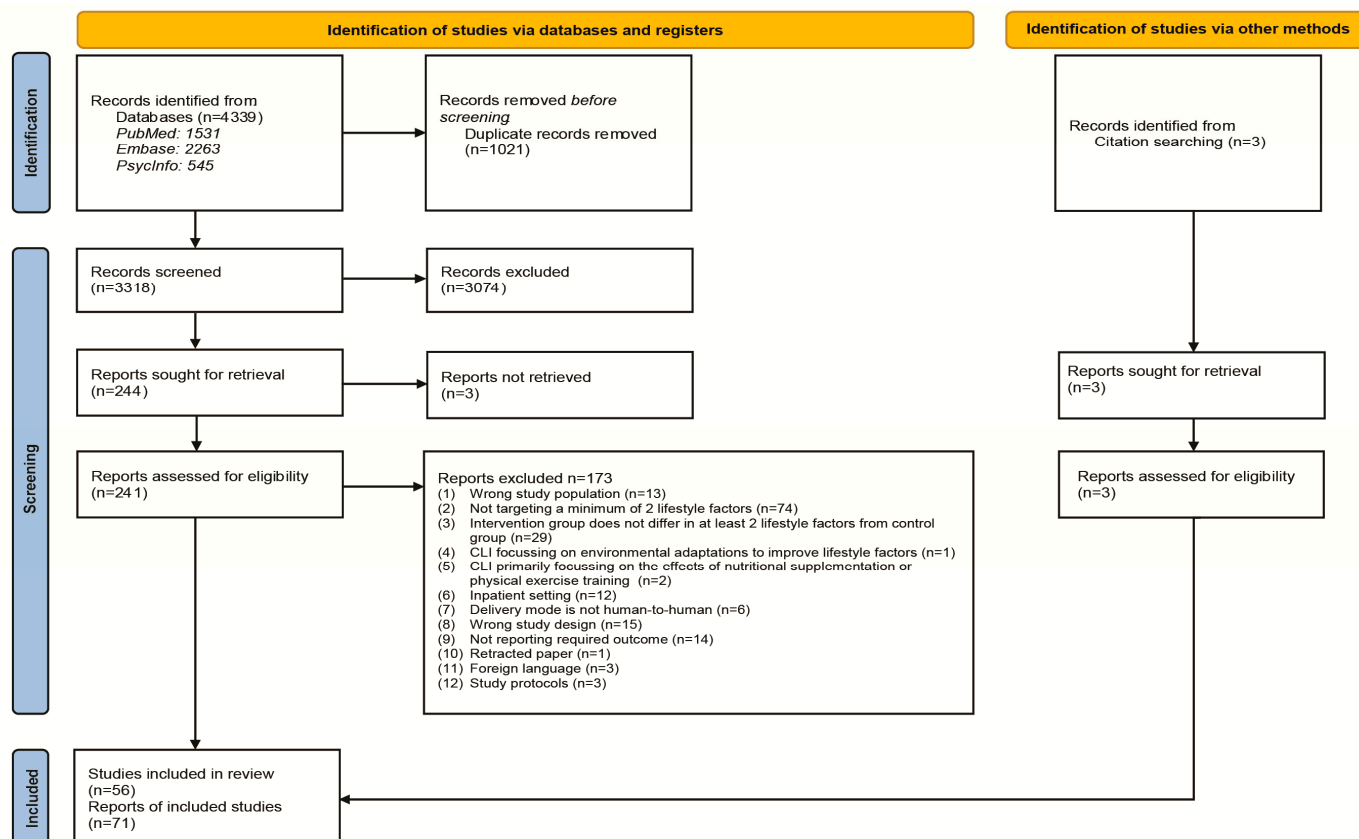 Identification of studies via databases and registers
Identification of studies via other methods
Identification
Records identified from
Databases (n=4339)
PubMed: 1531
Embase: 2263
PsycInfo: 545
Records removed before
screening
Duplicate records removed
(n=1021)
Records identified from
Citation searching (n=3)
Screening
Records screened
(n=3318)
Records excluded
(n=3074)
Reports sought for retrieval
(n=244)
Reports not retrieved
(n=3)
Reports sought for retrieval
(n=3)
Reports assessed for eligibility
(n=241)
Reports excluded n=173
(1) Wrong study population (n=13)
(2) Not targeting a minimum of 2 lifestyle factors (n=74)
(3) Intervention group does not differ in at least 2 lifestyle factors from control
group (n=29)
(4) CLI focussing on environmental adaptations to improve lifestyle factors (n=1)
(5) CLI primarily focussing on the effects of nutritional supplementation or
physical exercise training (n=2)
(6) Inpatient setting (n=12)
(7) Delivery mode is not human-to-human (n=6)
(8) Wrong study design (n=15)
(9) Not reporting required outcome (n=14)
(10) Retracted paper (n=1)
(11) Foreign language (n=3)
(12) Study protocols (n=3)
Reports assessed for eligibility
(n=3)
Included
Studies included in review
(n=56)
Reports of included studies
(n=71)